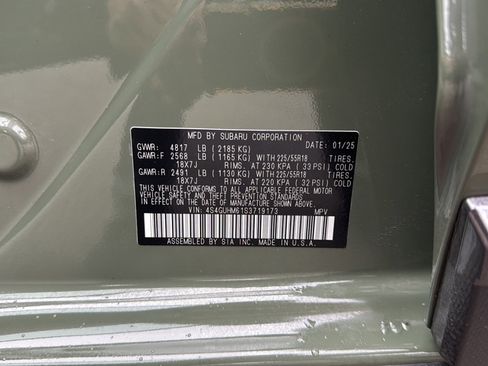 MFD BY SUBARU CORPORATION 01/25
GVWR: 4817 LB (2185 KG)
GAWR:F 2568 LB (1165 KG) WITH 225/55R18 TIRES,
18X7J RIMS, AT 230 KPA (33 PSI) COLD
GAWR:R 2491 LB (1130 KG) WITH 225/55R18 TIRES,
18X7J RIMS, AT 220 KPA (32 PSI) COLD
THIS VEHICLE CONFORMS TO ALL APPLICABLE FEDERAL MOTOR
VEHICLE SAFETY AND THEFT PREVENTION STANDARDS
IN EFFECT ON THE DATE OF MANUFACTURE SHOWN ABOVE.
VIN: 4S4GUHM61S3719173 MPV
ASSEMBLED BY SIA INC. IN U.S.A.